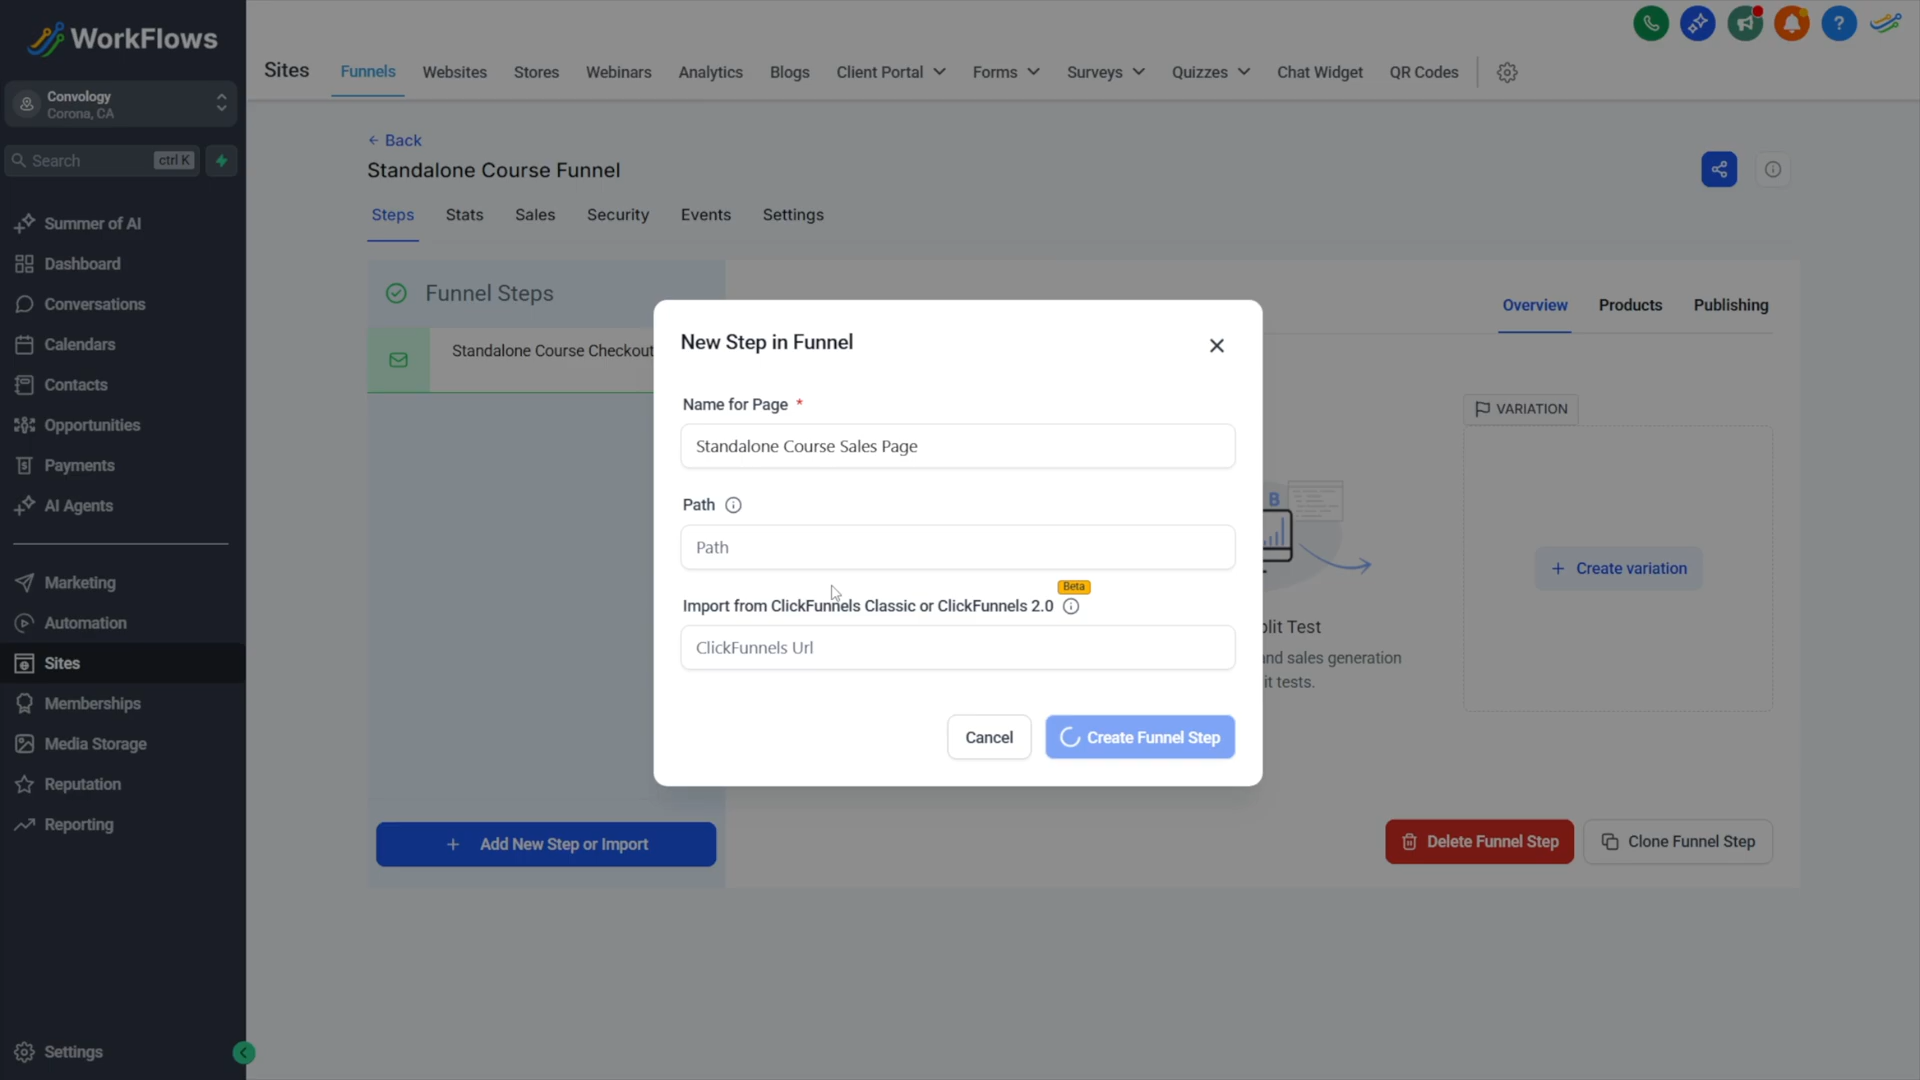 WorkFlows
Convology
Corona, CA
Search
ctrl K
Summer of AI
Dashboard
Conversations
Calendars
Contacts
Opportunities
Payments
AI Agents
Marketing
Automation
Sites
Memberships
Media Storage
Reputation
Reporting
Settings
Sites
Funnels
Websites
Stores
Webinars
Analytics
Blogs
Client Portal
Forms
Surveys
Quizzes
Chat Widget
QR Codes
?
← Back
Standalone Course Funnel
Steps
Stats
Sales
Security
Events
Settings
Funnel Steps
Standalone Course Checkout
+ Add New Step or Import
Overview
Products
Publishing
VARIATION
B
+ Create variation
plit Test
and sales generation
it tests.
Delete Funnel Step
Clone Funnel Step
New Step in Funnel
Name for Page *
Standalone Course Sales Page
Path
Path
Beta
Import from ClickFunnels Classic or ClickFunnels 2.0
ClickFunnels Url
Cancel
Create Funnel Step